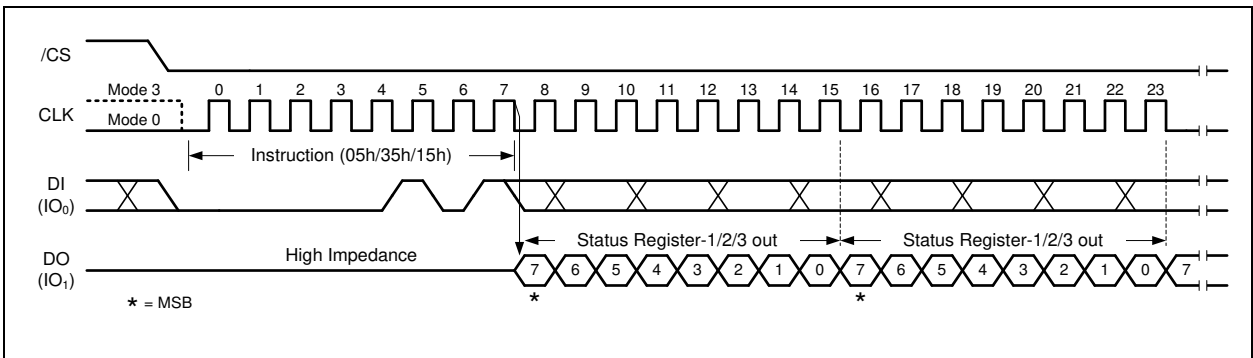 /CS
Mode 3 0 1 2 3 4 5 6 7 8 9 10 11 12 13 14 15 16 17 18 19 20 21 22 23
CLK Mode 0
Instruction (05h/35h/15h)
DI
(IO₀)
Status Register-1/2/3 out Status Register-1/2/3 out
DO High Impedance
(IO₁) 7 6 5 4 3 2 1 0 7 6 5 4 3 2 1 0 7
* = MSB * *